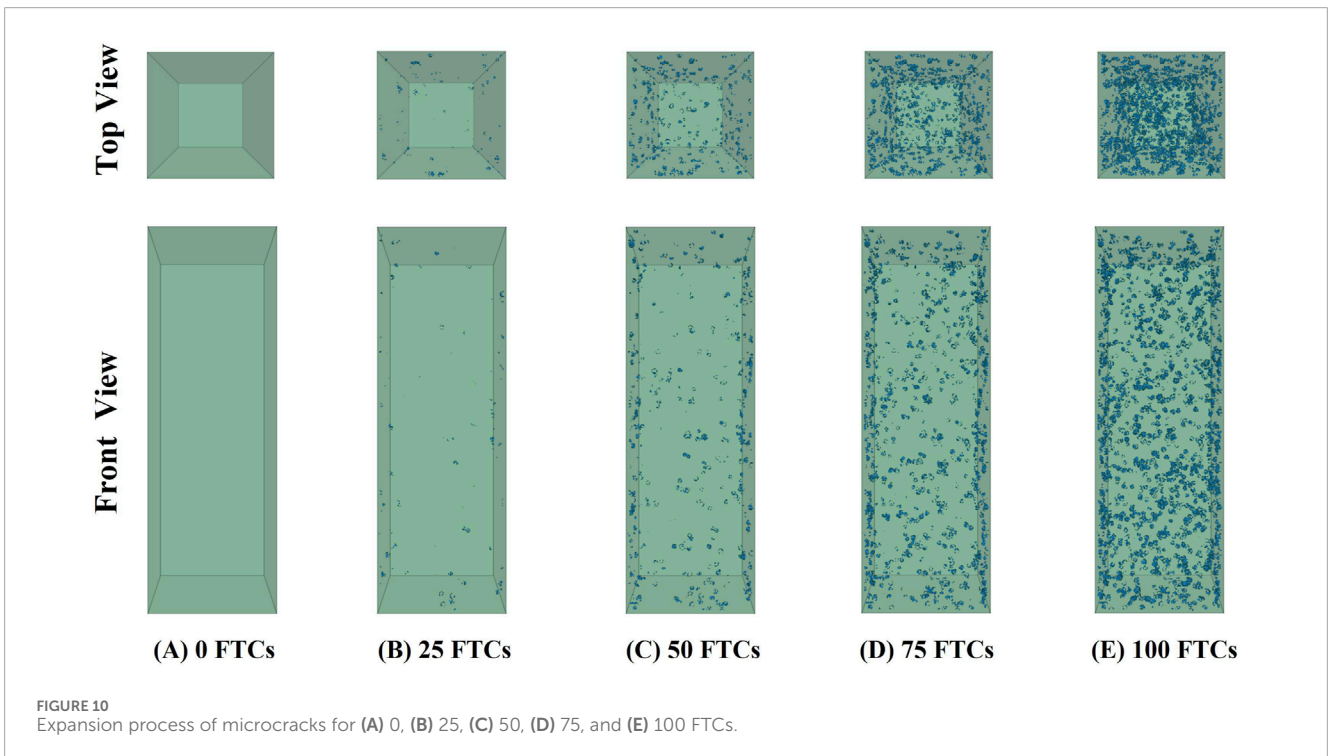 Top View
Front View
(A) 0 FTCs
(B) 25 FTCs
(C) 50 FTCs
(D) 75 FTCs
(E) 100 FTCs
FIGURE 10
Expansion process of microcracks for (A) 0, (B) 25, (C) 50, (D) 75, and (E) 100 FTCs.